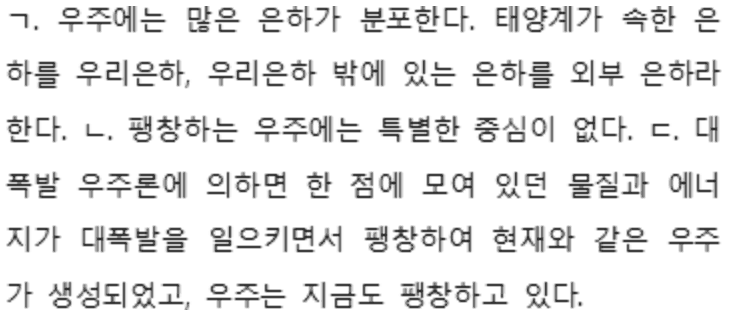 ㄱ. 우주에는 많은 은하가 분포한다. 태양계가 속한 은
하를 우리은하, 우리은하 밖에 있는 은하를 외부 은하라
한다. ㄴ. 팽창하는 우주에는 특별한 중심이 없다. ㄷ. 대
폭발 우주론에 의하면 한 점에 모여 있던 물질과 에너
지가 대폭발을 일으키면서 팽창하여 현재와 같은 우주
가 생성되었고, 우주는 지금도 팽창하고 있다.